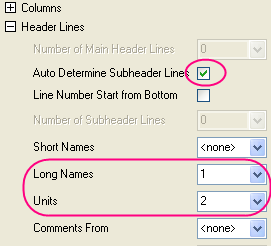 Columns
Header Lines
Number of Main Header Lines 0
Auto Determine Subheader Lines
Line Number Start from Bottom
Number of Subheader Lines 0
Short Names <none>
Long Names 1
Units 2
Comments From <none>